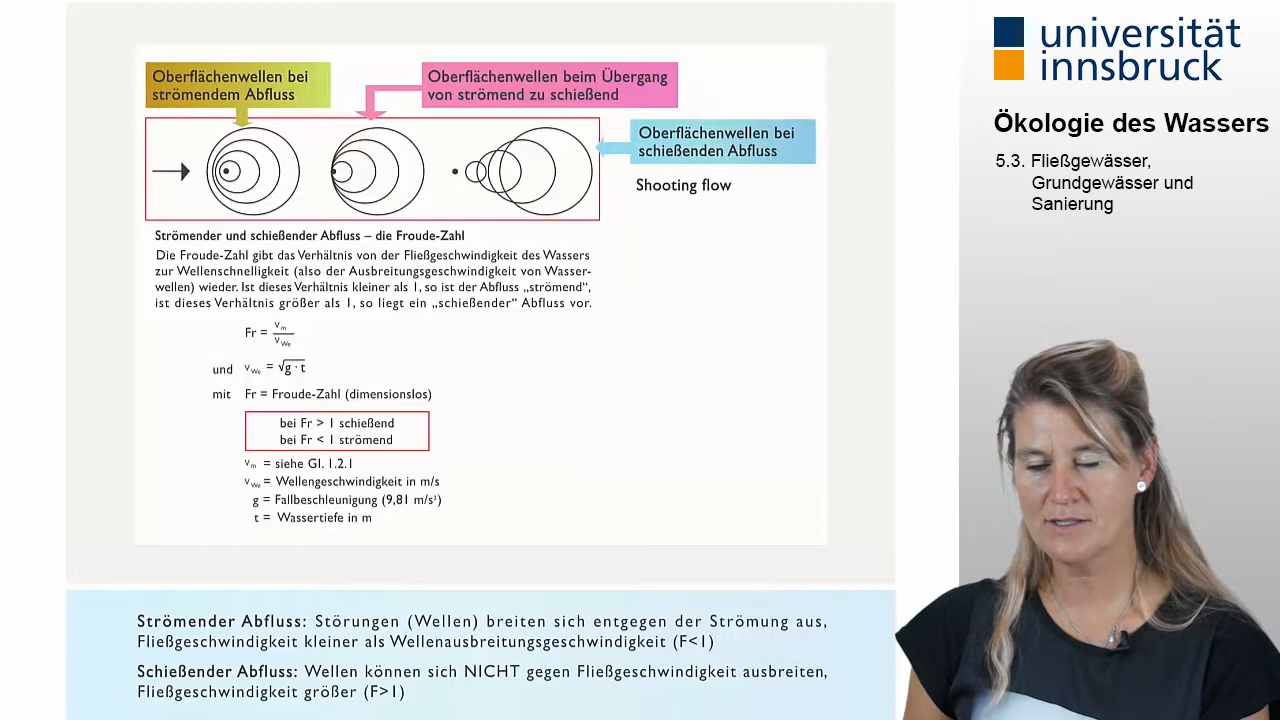 Oberflächenwellen bei
strömendem Abfluss
Oberflächenwellen beim Übergang
von strömend zu schießend
Oberflächenwellen bei
schießenden Abfluss
Shooting flow
Strömender und schießender Abfluss – die Froude-Zahl
Die Froude-Zahl gibt das Verhältnis von der Fließgeschwindigkeit des Wassers
zur Wellenschnelligkeit (also der Ausbreitungsgeschwindigkeit von Wasser-
wellen) wieder. Ist dieses Verhältnis kleiner als 1, so ist der Abfluss „strömend“,
ist dieses Verhältnis größer als 1, so liegt ein „schießender“ Abfluss vor.
Fr = v_m / v_We
und v_We = √g · t
mit Fr = Froude-Zahl (dimensionslos)
bei Fr > 1 schießend
bei Fr < 1 strömend
v_m = siehe Gl. 1.2.1
v_We = Wellengeschwindigkeit in m/s
g = Fallbeschleunigung (9,81 m/s²)
t = Wassertiefe in m
Strömender Abfluss: Störungen (Wellen) breiten sich entgegen der Strömung aus,
Fließgeschwindigkeit kleiner als Wellenausbreitungsgeschwindigkeit (F<1)
Schießender Abfluss: Wellen können sich NICHT gegen Fließgeschwindigkeit ausbreiten,
Fließgeschwindigkeit größer (F>1)
universität
innsbruck
Ökologie des Wassers
5.3. Fließgewässer,
Grundgewässer und
Sanierung